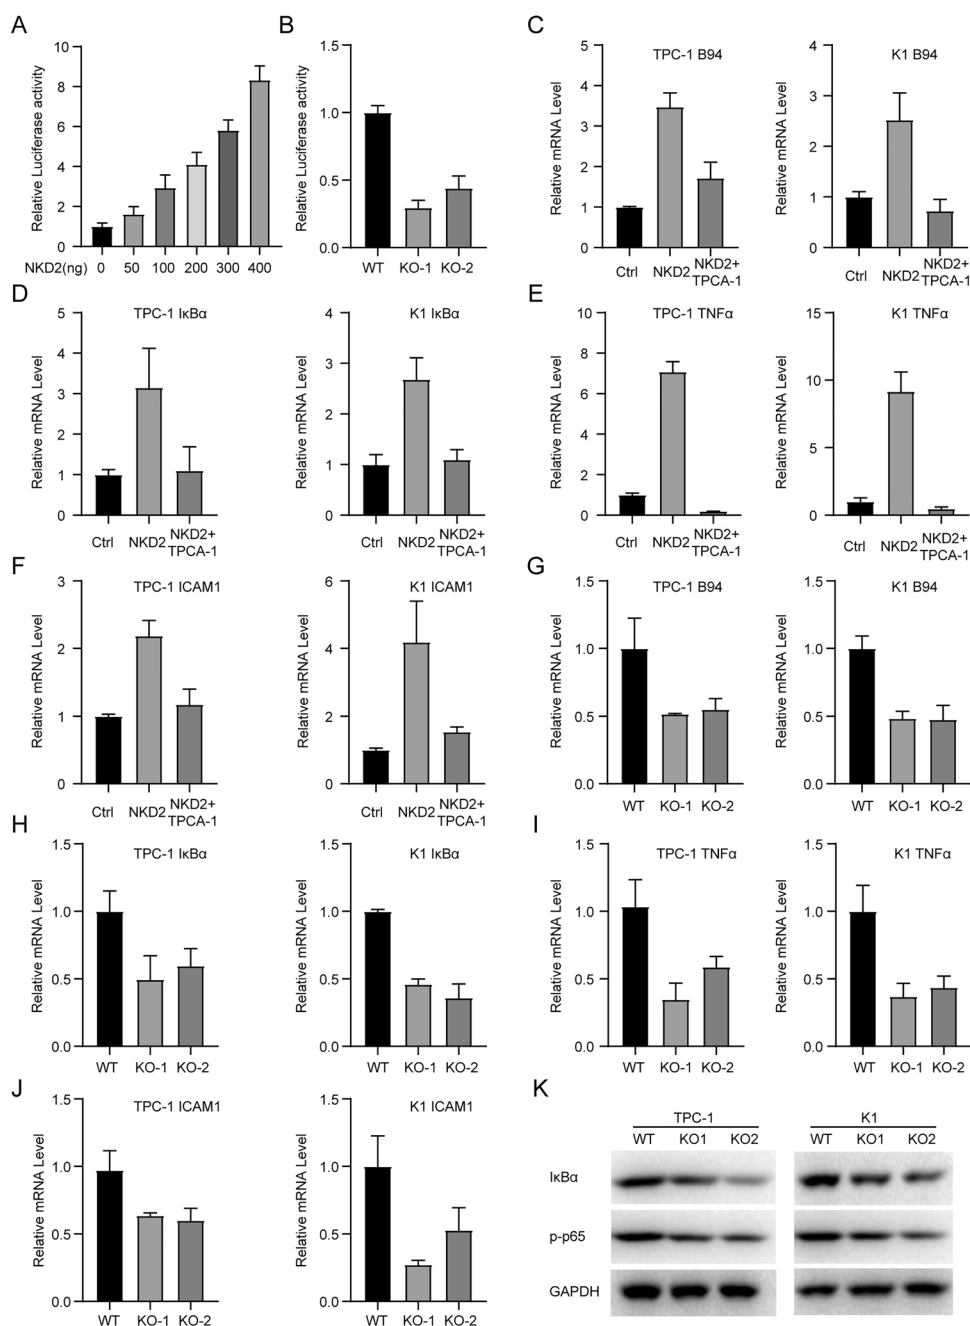 A
Relative Luciferase activity
10
8
6
4
2
0
NKD2(ng) 0 50 100 200 300 400
B
Relative Luciferase activity
1.5
1.0
0.5
0.0
WT KO-1 KO-2
C
TPC-1 B94
Relative mRNA Level
5
4
3
2
1
0
Ctrl NKD2 NKD2+
TPCA-1
K1 B94
Relative mRNA Level
4
3
2
1
0
Ctrl NKD2 NKD2+
TPCA-1
D
TPC-1 IκBα
Relative mRNA Level
5
4
3
2
1
0
Ctrl NKD2 NKD2+
TPCA-1
K1 IκBα
Relative mRNA Level
4
3
2
1
0
Ctrl NKD2 NKD2+
TPCA-1
E
TPC-1 TNFα
Relative mRNA Level
10
8
6
4
2
0
Ctrl NKD2 NKD2+
TPCA-1
K1 TNFα
Relative mRNA Level
15
10
5
0
Ctrl NKD2 NKD2+
TPCA-1
F
TPC-1 ICAM1
Relative mRNA Level
3
2
1
0
Ctrl NKD2 NKD2+
TPCA-1
K1 ICAM1
Relative mRNA Level
6
4
2
0
Ctrl NKD2 NKD2+
TPCA-1
G
TPC-1 B94
Relative mRNA Level
1.5
1.0
0.5
0.0
WT KO-1 KO-2
K1 B94
Relative mRNA Level
1.5
1.0
0.5
0.0
WT KO-1 KO-2
H
TPC-1 IκBα
Relative mRNA Level
1.5
1.0
0.5
0.0
WT KO-1 KO-2
K1 IκBα
Relative mRNA Level
1.5
1.0
0.5
0.0
WT KO-1 KO-2
I
TPC-1 TNFα
Relative mRNA Level
1.5
1.0
0.5
0.0
WT KO-1 KO-2
K1 TNFα
Relative mRNA Level
1.5
1.0
0.5
0.0
WT KO-1 KO-2
J
TPC-1 ICAM1
Relative mRNA Level
1.5
1.0
0.5
0.0
WT KO-1 KO-2
K1 ICAM1
Relative mRNA Level
1.5
1.0
0.5
0.0
WT KO-1 KO-2
K
TPC-1 K1
WT KO1 KO2 WT KO1 KO2
IκBα
p-p65
GAPDH